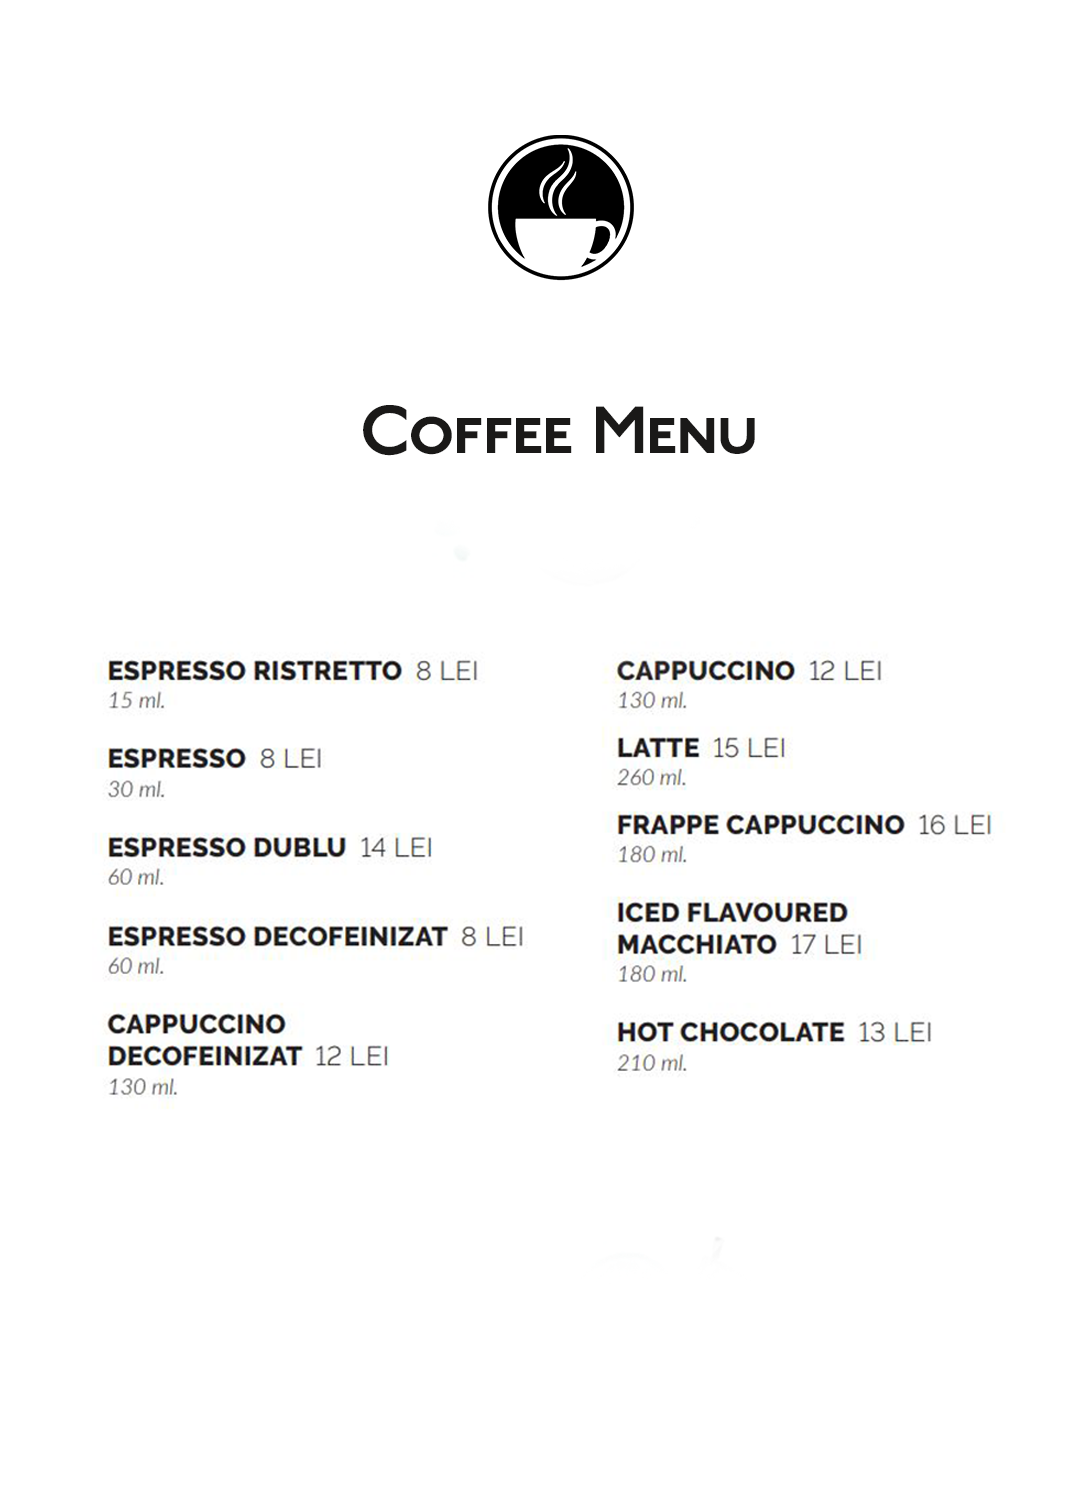 COFFEE MENU
ESPRESSO RISTRETTO 8 LEI
15 ml.
ESPRESSO 8 LEI
30 ml.
ESPRESSO DUBLU 14 LEI
60 ml.
ESPRESSO DECOFEINIZAT 8 LEI
60 ml.
CAPPUCCINO
DECOFEINIZAT 12 LEI
130 ml.
CAPPUCCINO 12 LEI
130 ml.
LATTE 15 LEI
260 ml.
FRAPPE CAPPUCCINO 16 LEI
180 ml.
ICED FLAVOURED
MACCHIATO 17 LEI
180 ml.
HOT CHOCOLATE 13 LEI
210 ml.